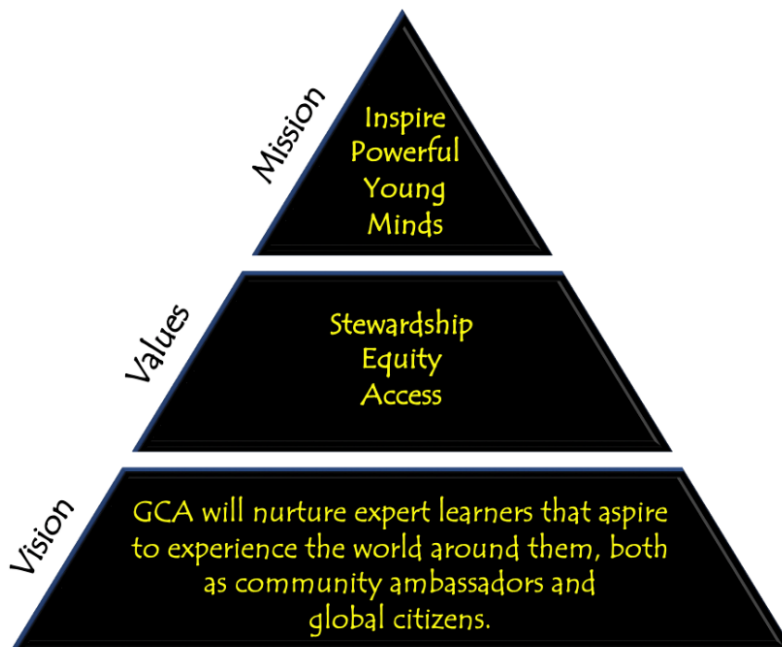 Mission
Inspire
Powerful
Young
Minds
Values
Stewardship
Equity
Access
Vision
GCA will nurture expert learners that aspire
to experience the world around them, both
as community ambassadors and
global citizens.